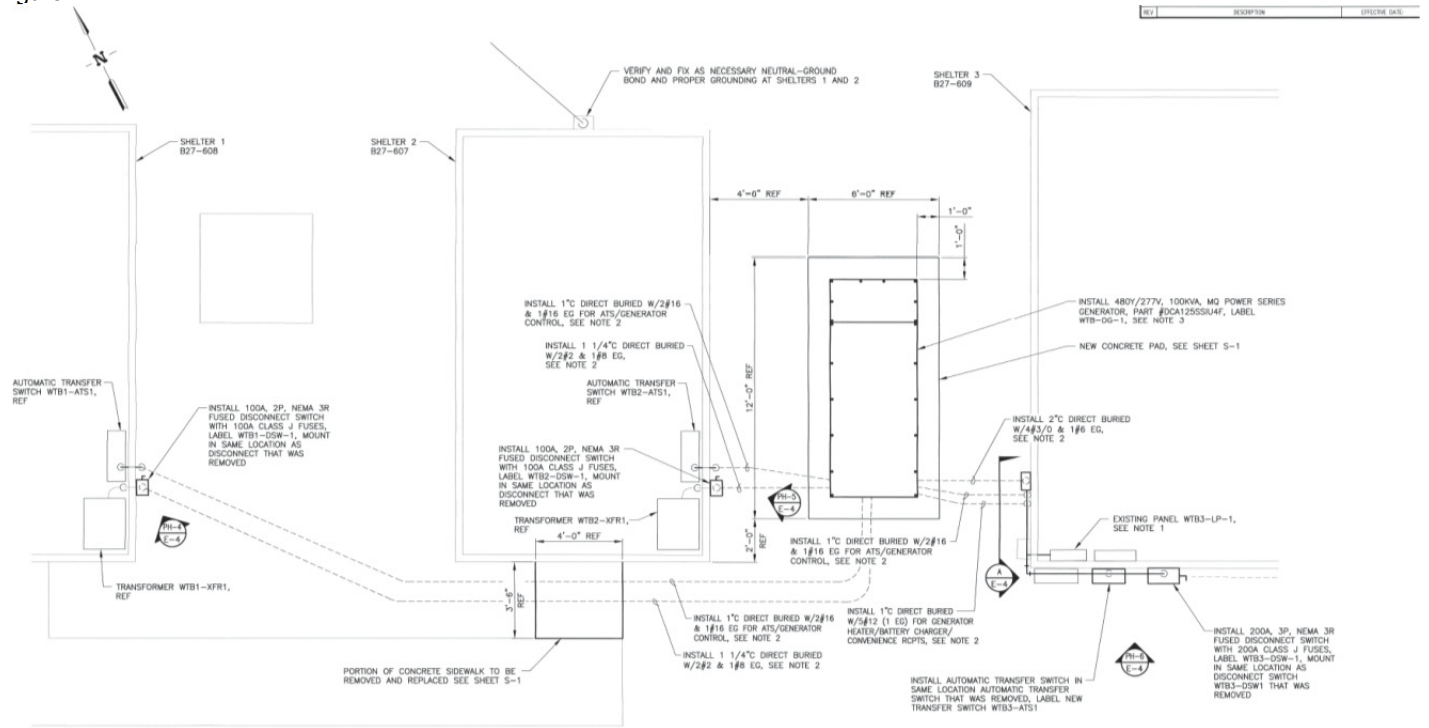 REV DESCRIPTION EFFECTIVE DATE:
N
VERIFY AND FIX AS NECESSARY NEUTRAL-GROUND
BOND AND PROPER GROUNDING AT SHELTERS 1 AND 2
SHELTER 3
B27-609
SHELTER 1
B27-608
SHELTER 2
B27-607
4'-6" REF
6'-0" REF
1'-0"
1'-0"
INSTALL 1"C DIRECT BURIED W/2#16
& 1#16 EG FOR ATS/GENERATOR
CONTROL, SEE NOTE 2
INSTALL 480Y/277V, 100KVA, MQ POWER SERIES
GENERATOR, PART #DCA125SSIU4F, LABEL
WTB-DG-1, SEE NOTE 3
INSTALL 1 1/4"C DIRECT BURIED
W/2#2 & 1#8 EG,
SEE NOTE 2
NEW CONCRETE PAD, SEE SHEET S-1
12'-0" REF
AUTOMATIC TRANSFER
SWITCH WTB1-ATS1,
REF
AUTOMATIC TRANSFER
SWITCH WTB2-ATS1,
REF
INSTALL 100A, 2P, NEMA 3R
FUSED DISCONNECT SWITCH
WITH 100A CLASS J FUSES,
LABEL WTB1-DSW-1, MOUNT
IN SAME LOCATION AS
DISCONNECT THAT WAS
REMOVED
INSTALL 2"C DIRECT BURIED
W/4#3/0 & 1#6 EG,
SEE NOTE 2
INSTALL 100A, 2P, NEMA 3R
FUSED DISCONNECT SWITCH
WITH 100A CLASS J FUSES,
LABEL WTB2-DSW-1, MOUNT
IN SAME LOCATION AS
DISCONNECT THAT WAS
REMOVED
PH-5
E-4
PH-4
E-4
TRANSFORMER WTB2-XFR1,
REF
4'-0" REF
2'-0"
REF
EXISTING PANEL WTB3-LP-1,
SEE NOTE 1
INSTALL 1"C DIRECT BURIED W/2#16
& 1#16 EG FOR ATS/GENERATOR
CONTROL, SEE NOTE 2
A
E-4
TRANSFORMER WTB1-XFR1,
REF
3'-6"
REF
INSTALL 1"C DIRECT BURIED W/2#16
& 1#16 EG FOR ATS/GENERATOR
CONTROL, SEE NOTE 2
INSTALL 1"C DIRECT BURIED
W/5#12 (1 EG) FOR GENERATOR
HEATER/BATTERY CHARGER/
CONVENIENCE RCPTS, SEE NOTE 2
INSTALL 1 1/4"C DIRECT BURIED
W/2#2 & 1#8 EG, SEE NOTE 2
PH-6
E-4
INSTALL 200A, 3P, NEMA 3R
FUSED DISCONNECT SWITCH
WITH 200A CLASS J FUSES,
LABEL WTB3-DSW-1, MOUNT
IN SAME LOCATION AS
DISCONNECT SWITCH
WTB3-DSW1 THAT WAS
REMOVED
PORTION OF CONCRETE SIDEWALK TO BE
REMOVED AND REPLACED SEE SHEET S-1
INSTALL AUTOMATIC TRANSFER SWITCH IN
SAME LOCATION AUTOMATIC TRANSFER
SWITCH THAT WAS REMOVED, LABEL NEW
TRANSFER SWITCH WTB3-ATS1